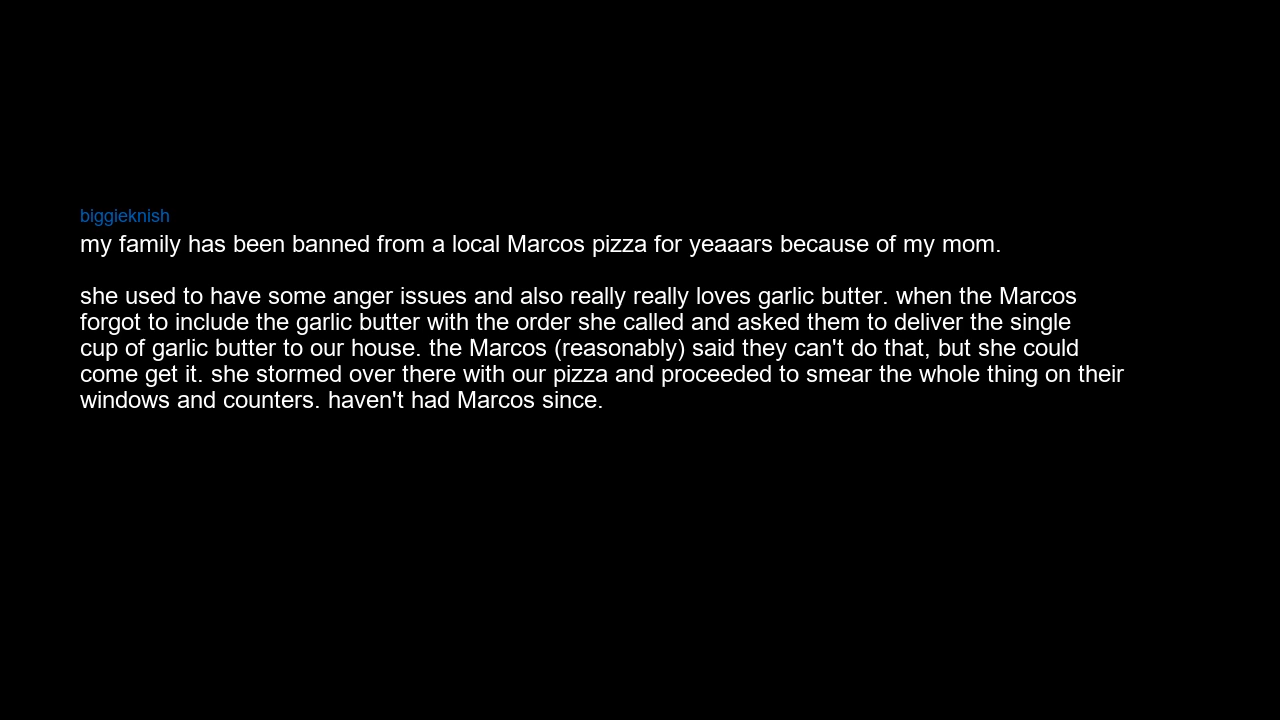 biggieknish
my family has been banned from a local Marcos pizza for yeaaars because of my mom.
she used to have some anger issues and also really really loves garlic butter. when the Marcos
forgot to include the garlic butter with the order she called and asked them to deliver the single
cup of garlic butter to our house. the Marcos (reasonably) said they can't do that, but she could
come get it. she stormed over there with our pizza and proceeded to smear the whole thing on their
windows and counters. haven't had Marcos since.